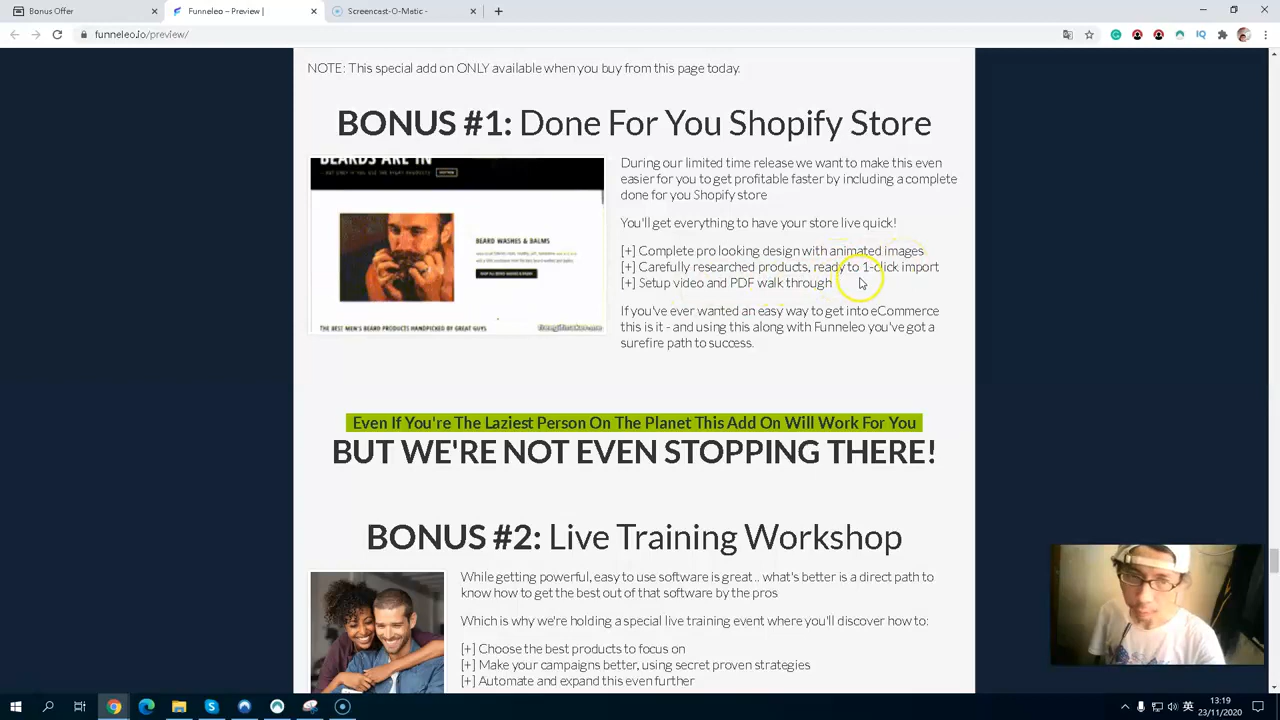 Bonus Offer
Funneleo – Preview |
Screencast-O-Matic -
funneleo.io/preview/
NOTE: This special add on ONLY available when you buy from this page today.
BONUS #1: Done For You Shopify Store
BEARDS ARE IN
BEARD WASHES & BALMS
THE BEST MEN'S BEARD PRODUCTS HANDPICKED BY GREAT GUYS
During our limited time release we want to make this even
easier for you to get profitable faster by including a complete
done for you Shopify store
You'll get everything to have your store live quick!
[+] Complete pro looking design with animated images
[+] Carefully researched products, ready to 1-click import
[+] Setup video and PDF walk through
If you've ever wanted an easy way to get into eCommerce
this is it - and using this along with Funneleo you've got a
surefire path to success.
Even If You're The Laziest Person On The Planet This Add On Will Work For You
BUT WE'RE NOT EVEN STOPPING THERE!
BONUS #2: Live Training Workshop
While getting powerful, easy to use software is great .. what's better is a direct path to
know how to get the best out of that software by the pros
Which is why we're holding a special live training event where you'll discover how to:
[+] Choose the best products to focus on
[+] Make your campaigns better, using secret proven strategies
[+] Automate and expand this even further
英
13:19
23/11/2020